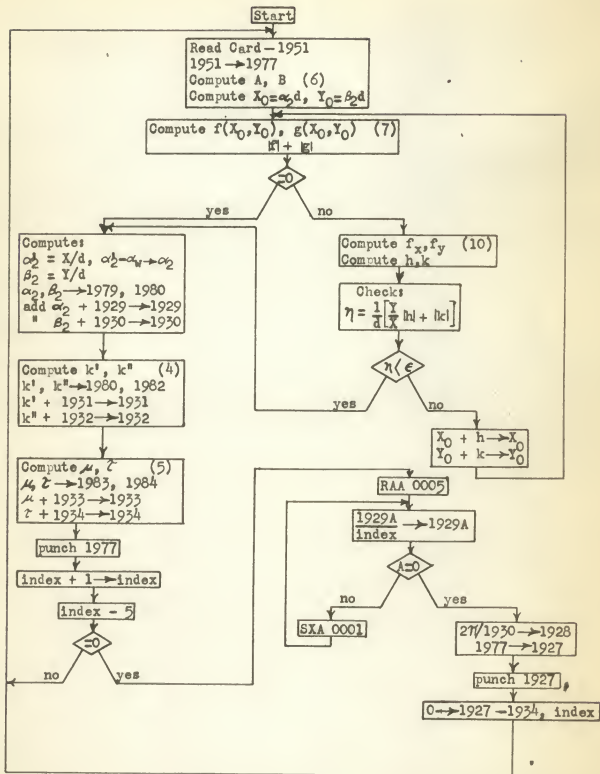 Start
Read Card-1951
1951→1977
Compute A, B (6)
Compute X₀=α₂d, Y₀=β₂d
Compute f(X₀,Y₀), g(X₀,Y₀) (7)
|f| + |g|
=0
yes
no
Compute:
α₂' = X/d, α₂'-α_w→α₂
β₂ = Y/d
α₂, β₂→1979, 1980
add α₂ + 1929→1929
" β₂ + 1930→1930
Compute f_x,f_y (10)
Compute h,k
Check:
η = 1/d [Y/X |h| + |k|]
η< ϵ
yes
no
X₀ + h→X₀
Y₀ + k→Y₀
Compute k', k" (4)
k', k"→1980, 1982
k' + 1931→1931
k" + 1932→1932
Compute μ, τ (5)
μ, τ→1983, 1984
μ + 1933→1933
τ + 1934→1934
punch 1977
index + 1→index
index - 5
=0
no
yes
RAA 0005
1929A/index →1929A
A=0
no
yes
SXA 0001
2π/1930→1928
1977→1927
punch 1927
0→1927-1934, index